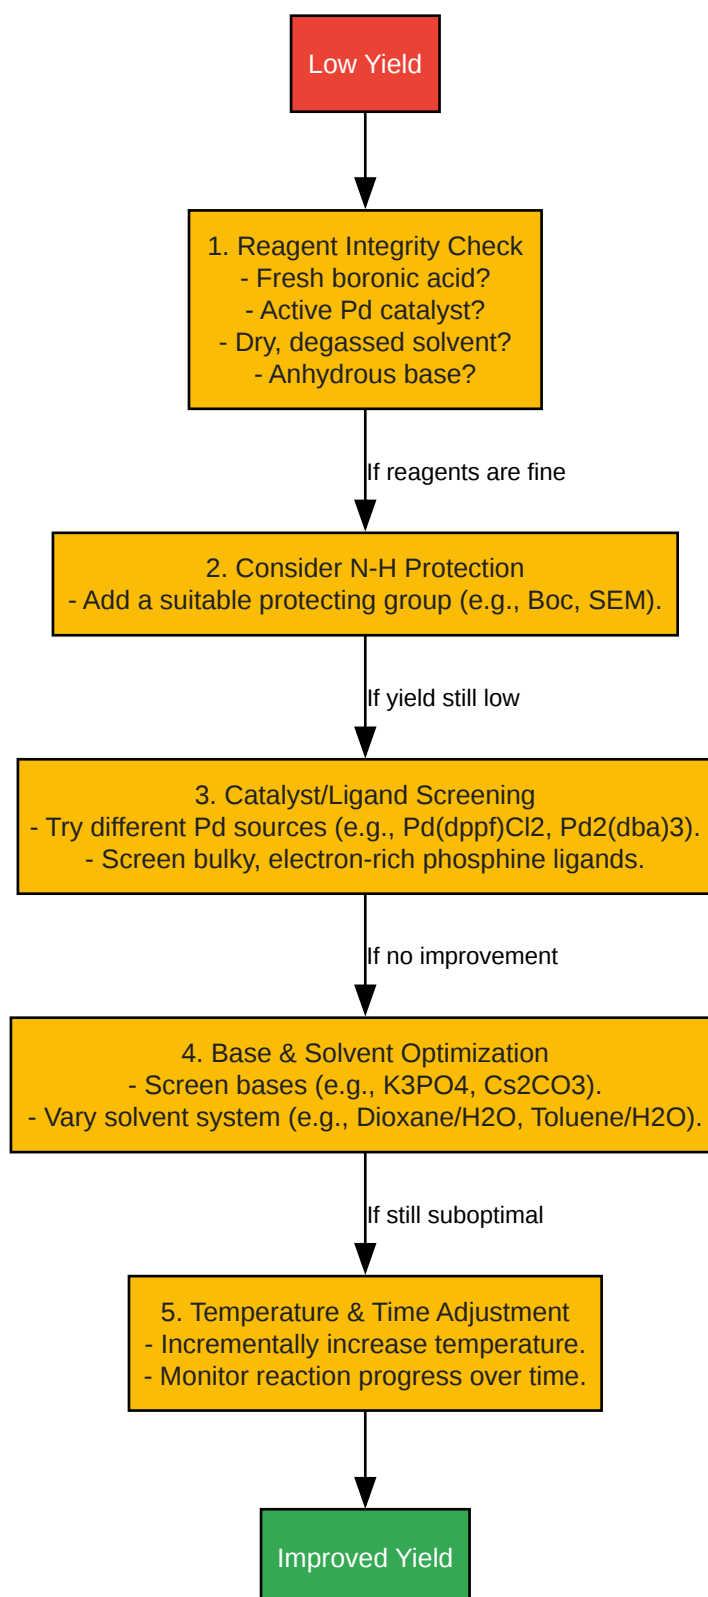 Low Yield
1. Reagent Integrity Check
- Fresh boronic acid?
- Active Pd catalyst?
- Dry, degassed solvent?
- Anhydrous base?
If reagents are fine
2. Consider N-H Protection
- Add a suitable protecting group (e.g., Boc, SEM).
If yield still low
3. Catalyst/Ligand Screening
- Try different Pd sources (e.g., Pd(dppf)Cl2, Pd2(dba)3).
- Screen bulky, electron-rich phosphine ligands.
If no improvement
4. Base & Solvent Optimization
- Screen bases (e.g., K3PO4, Cs2CO3).
- Vary solvent system (e.g., Dioxane/H2O, Toluene/H2O).
If still suboptimal
5. Temperature & Time Adjustment
- Incrementally increase temperature.
- Monitor reaction progress over time.
Improved Yield